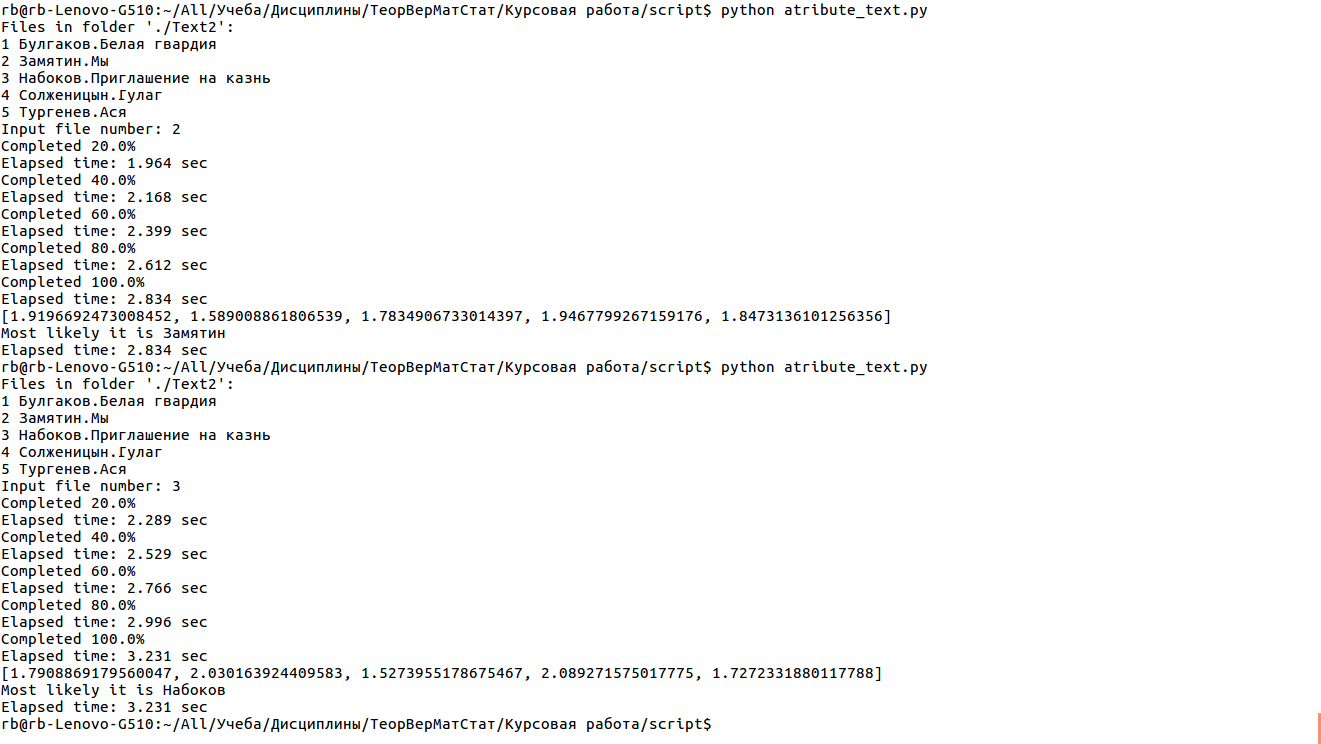 rb@rb-Lenovo-G510:~/All/Учеба/Дисциплины/ТеорВерМатСтат/Курсовая работа/script$ python atribute_text.py
Files in folder './Text2':
1 Булгаков.Белая гвардия
2 Замятин.Мы
3 Набоков.Приглашение на казнь
4 Солженицын.Гулаг
5 Тургенев.Ася
Input file number: 2
Completed 20.0%
Elapsed time: 1.964 sec
Completed 40.0%
Elapsed time: 2.168 sec
Completed 60.0%
Elapsed time: 2.399 sec
Completed 80.0%
Elapsed time: 2.612 sec
Completed 100.0%
Elapsed time: 2.834 sec
[1.9196692473008452, 1.589008861806539, 1.7834906733014397, 1.9467799267159176, 1.8473136101256356]
Most likely it is Замятин
Elapsed time: 2.834 sec
rb@rb-Lenovo-G510:~/All/Учеба/Дисциплины/ТеорВерМатСтат/Курсовая работа/script$ python atribute_text.py
Files in folder './Text2':
1 Булгаков.Белая гвардия
2 Замятин.Мы
3 Набоков.Приглашение на казнь
4 Солженицын.Гулаг
5 Тургенев.Ася
Input file number: 3
Completed 20.0%
Elapsed time: 2.289 sec
Completed 40.0%
Elapsed time: 2.529 sec
Completed 60.0%
Elapsed time: 2.766 sec
Completed 80.0%
Elapsed time: 2.996 sec
Completed 100.0%
Elapsed time: 3.231 sec
[1.7908869179560047, 2.030163924409583, 1.5273955178675467, 2.089271575017775, 1.7272331880117788]
Most likely it is Набоков
Elapsed time: 3.231 sec
rb@rb-Lenovo-G510:~/All/Учеба/Дисциплины/ТеорВерМатСтат/Курсовая работа/script$